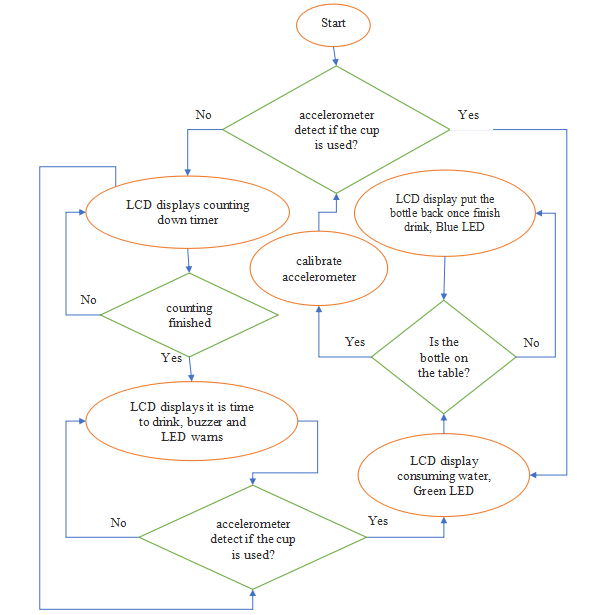 Start
No
accelerometer
detect if the cup
is used?
Yes
LCD displays counting
down timer
LCD display put the
bottle back once finish
drink, Blue LED
calibrate
accelerometer
No
counting
finished
Yes
Is the
bottle on
the table?
No
Yes
LCD displays it is time
to drink, buzzer and
LED warns
LCD display
consuming water,
Green LED
No
accelerometer
detect if the cup
is used?
Yes